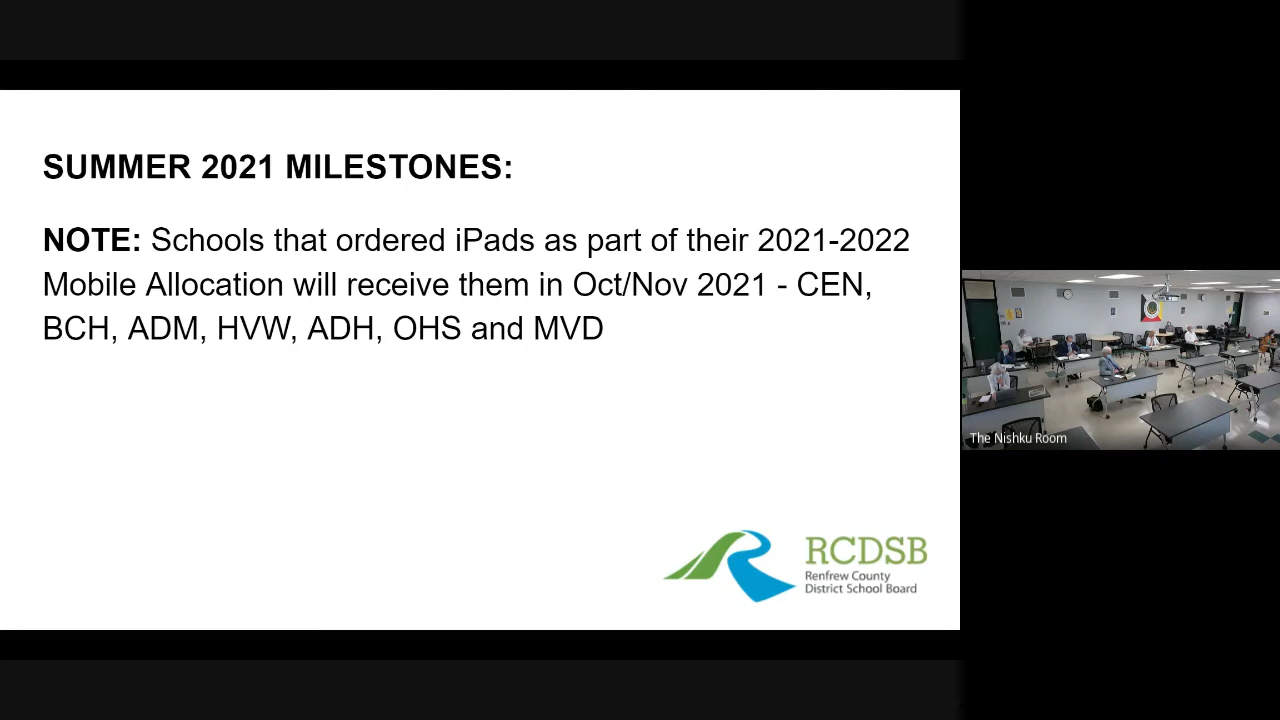 SUMMER 2021 MILESTONES:
NOTE: Schools that ordered iPads as part of their 2021-2022
Mobile Allocation will receive them in Oct/Nov 2021 - CEN,
BCH, ADM, HVW, ADH, OHS and MVD
RCDSB
Renfrew County
District School Board
The Nishku Room